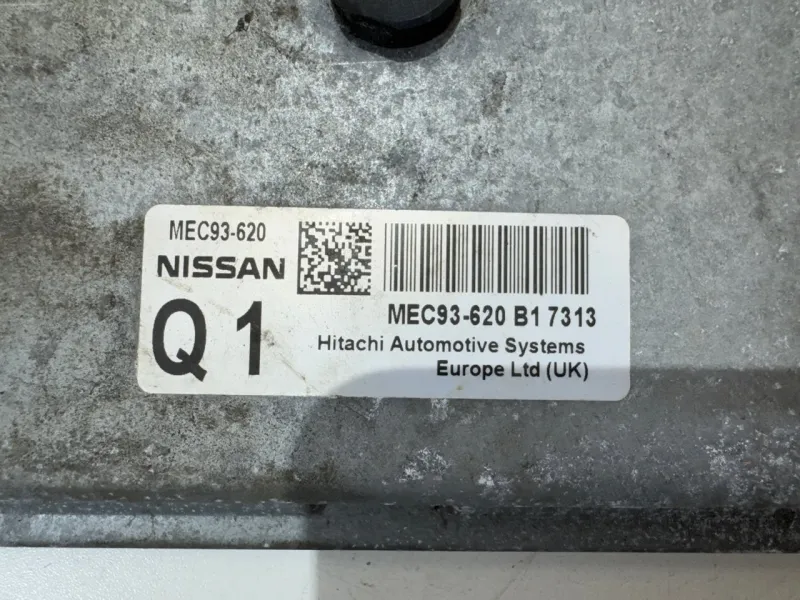 MEC93-620
NISSAN
Q1
MEC93-620 B1 7313
Hitachi Automotive Systems
Europe Ltd (UK)